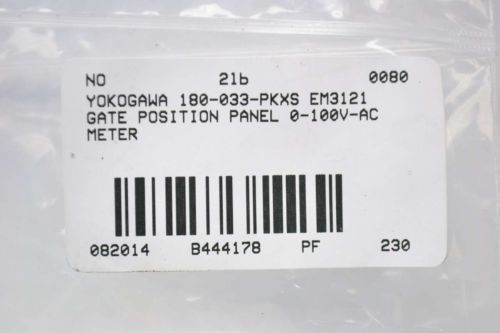 NO 21b 0080
YOKOGAWA 180-033-PKXS EM3121
GATE POSITION PANEL 0-100V-AC
METER
082014 B444178 PF 230